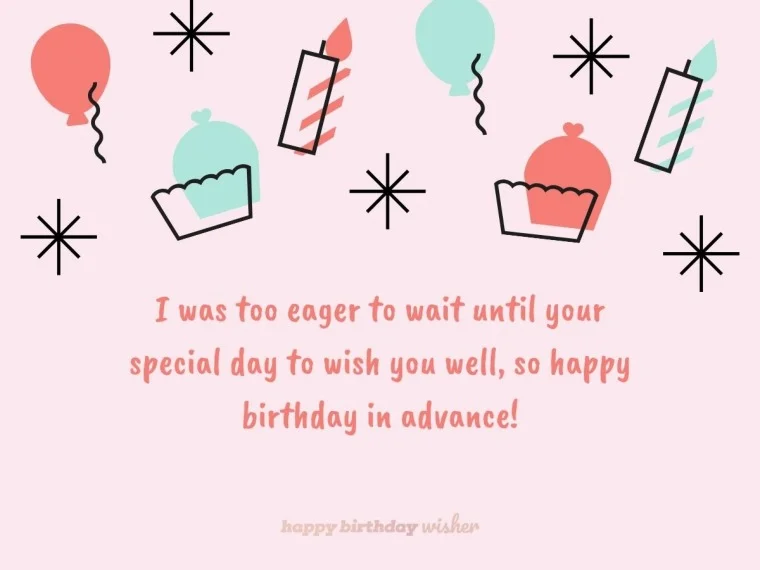 I was too eager to wait until your
special day to wish you well, so happy
birthday in advance!
happy birthday wisher